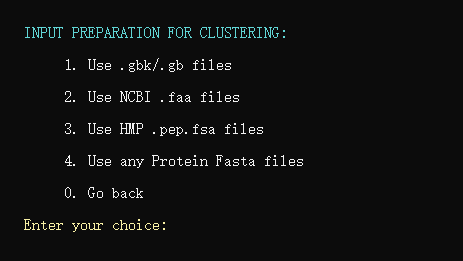 INPUT PREPARATION FOR CLUSTERING:
1. Use .gbk/.gb files
2. Use NCBI .faa files
3. Use HMP .pep.fsa files
4. Use any Protein Fasta files
0. Go back
Enter your choice: